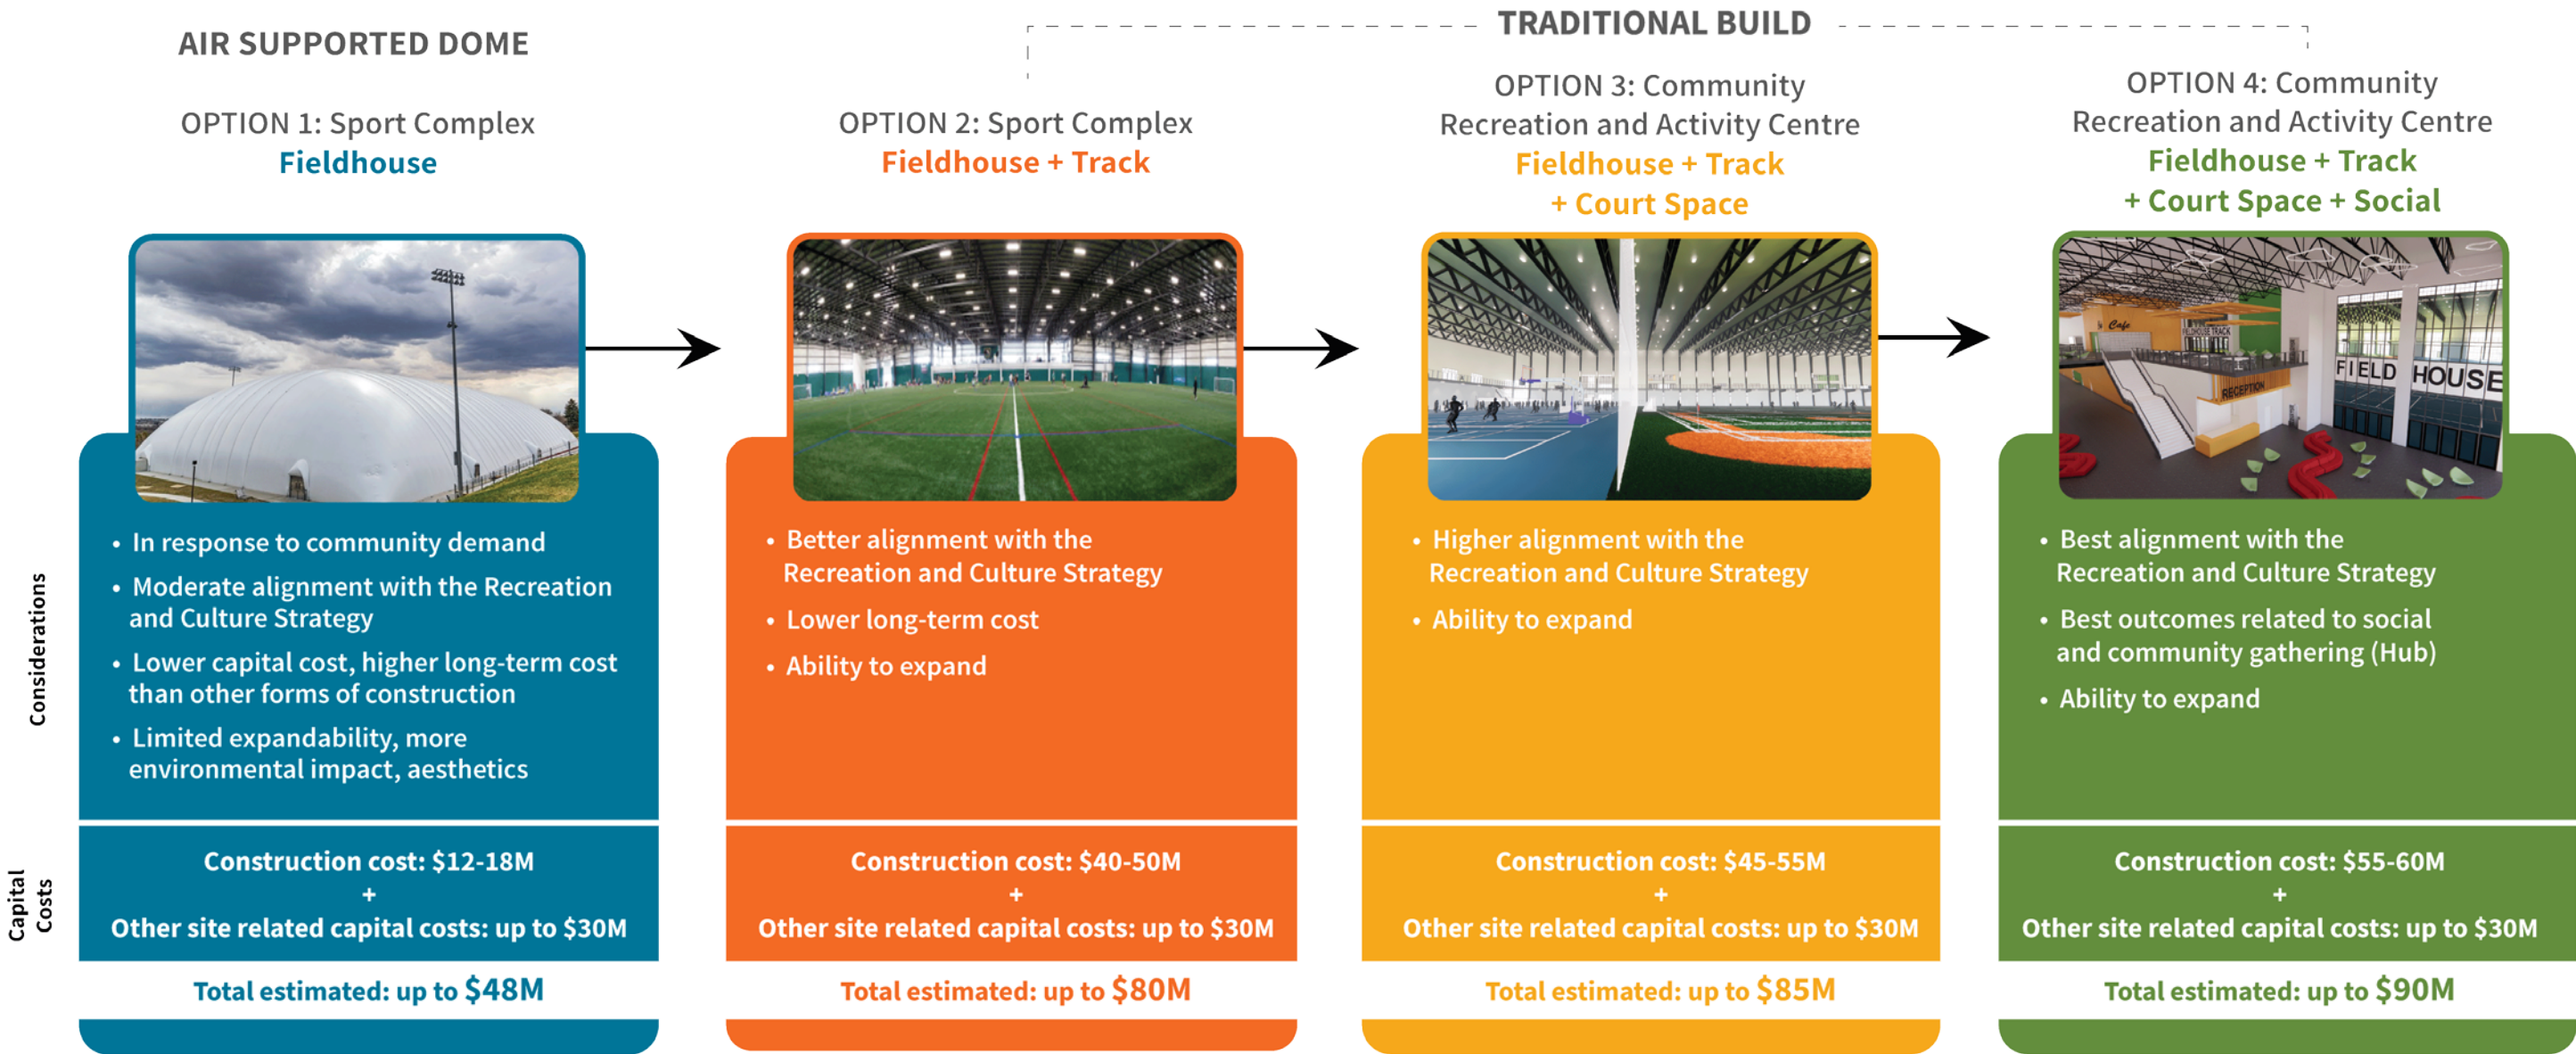 AIR SUPPORTED DOME
TRADITIONAL BUILD
OPTION 1: Sport Complex
Fieldhouse
• In response to community demand
• Moderate alignment with the Recreation
and Culture Strategy
• Lower capital cost, higher long-term cost
than other forms of construction
• Limited expandability, more
environmental impact, aesthetics
Construction cost: $12-18M
+
Other site related capital costs: up to $30M
Total estimated: up to $48M
OPTION 2: Sport Complex
Fieldhouse + Track
• Better alignment with the
Recreation and Culture Strategy
• Lower long-term cost
• Ability to expand
Construction cost: $40-50M
+
Other site related capital costs: up to $30M
Total estimated: up to $80M
OPTION 3: Community
Recreation and Activity Centre
Fieldhouse + Track
+ Court Space
• Higher alignment with the
Recreation and Culture Strategy
• Ability to expand
Construction cost: $45-55M
+
Other site related capital costs: up to $30M
Total estimated: up to $85M
OPTION 4: Community
Recreation and Activity Centre
Fieldhouse + Track
+ Court Space + Social
Cafe
FIELDHOUSE TRACK
RECEPTION
FIELD HOUSE
• Best alignment with the
Recreation and Culture Strategy
• Best outcomes related to social
and community gathering (Hub)
• Ability to expand
Construction cost: $55-60M
+
Other site related capital costs: up to $30M
Total estimated: up to $90M
Considerations
Capital
Costs